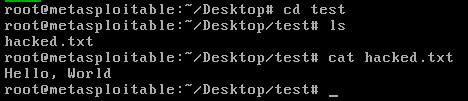 root@metasploitable:~/Desktop# cd test
root@metasploitable:~/Desktop/test# ls
hacked.txt
root@metasploitable:~/Desktop/test# cat hacked.txt
Hello, World
root@metasploitable:~/Desktop/test# _